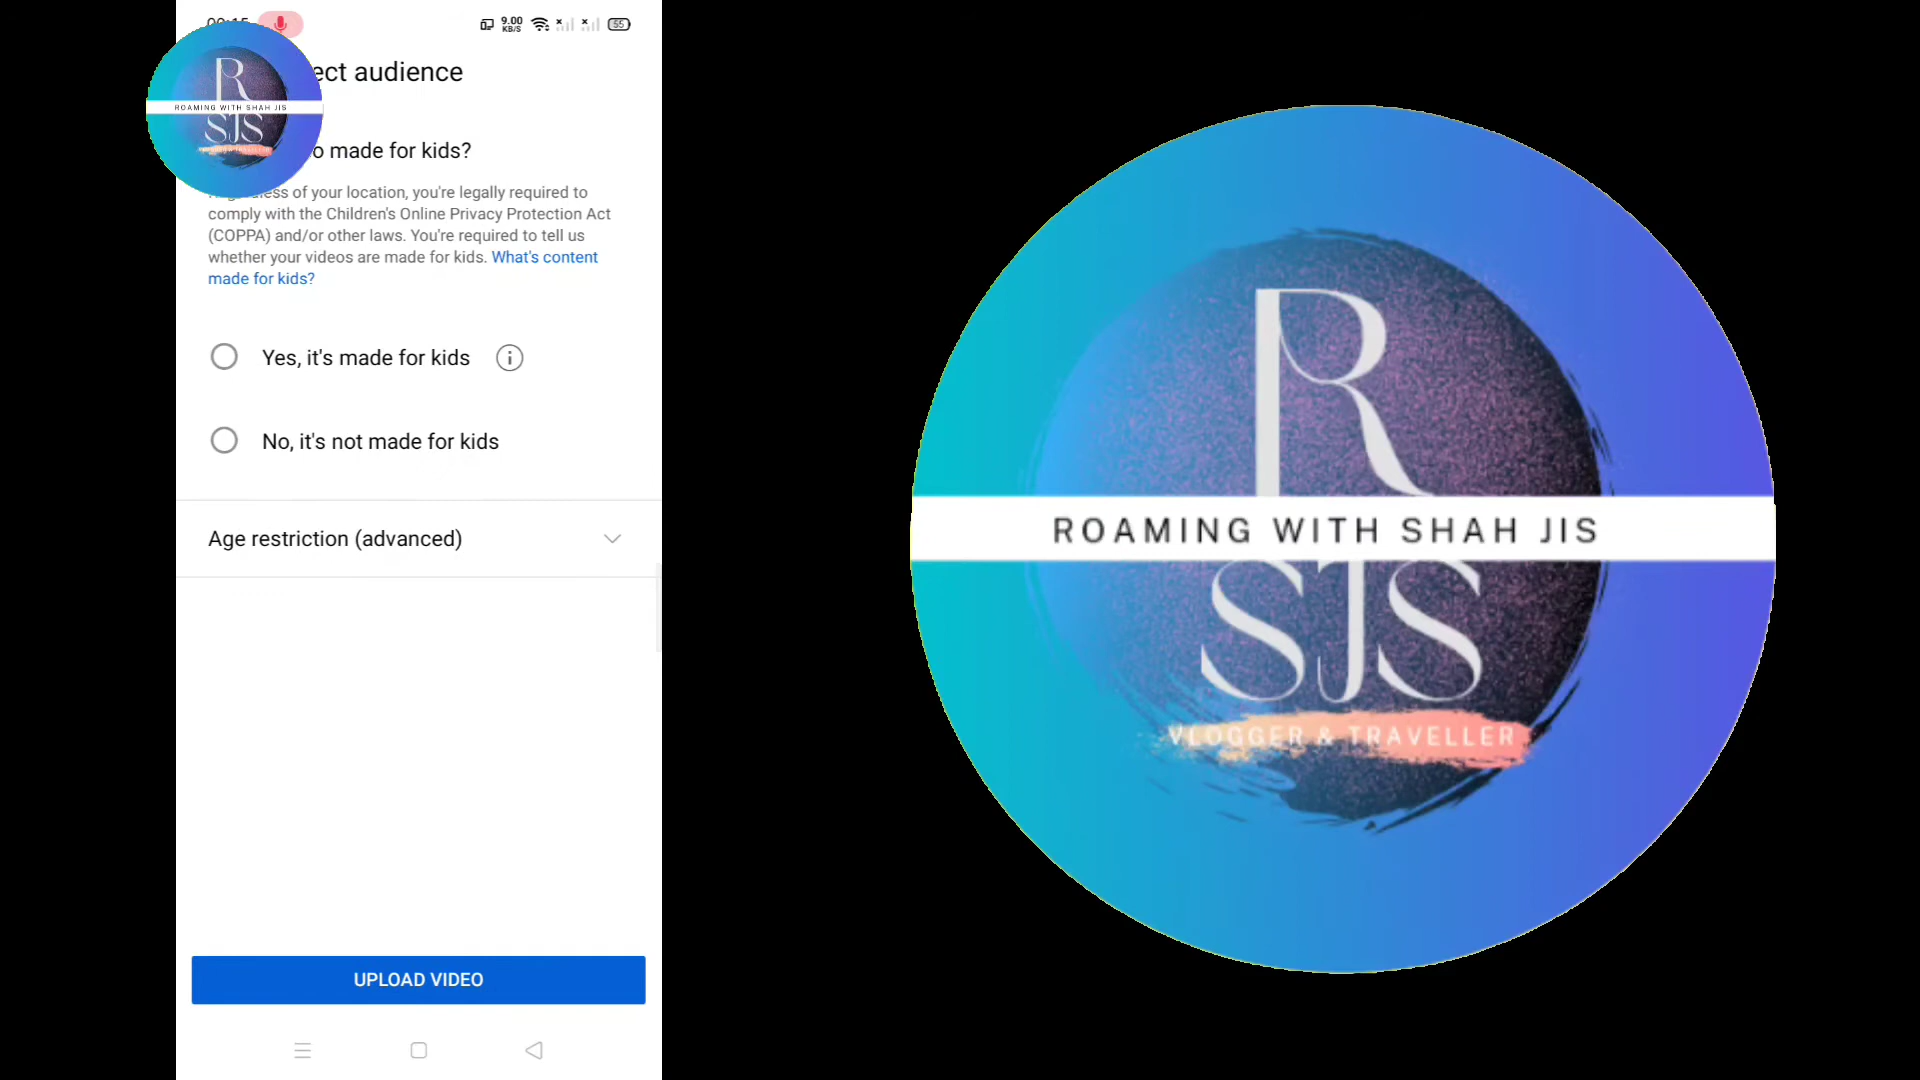 9.00
KB/S
55
ect audience
o made for kids?
of your location, you're legally required to
comply with the Children's Online Privacy Protection Act
(COPPA) and/or other laws. You're required to tell us
whether your videos are made for kids. What's content
made for kids?
Yes, it's made for kids
No, it's not made for kids
Age restriction (advanced)
UPLOAD VIDEO
R
ROAMING WITH SHAH JIS
SJS
R
ROAMING WITH SHAH JIS
SJS
VLOGGER & TRAVELLER